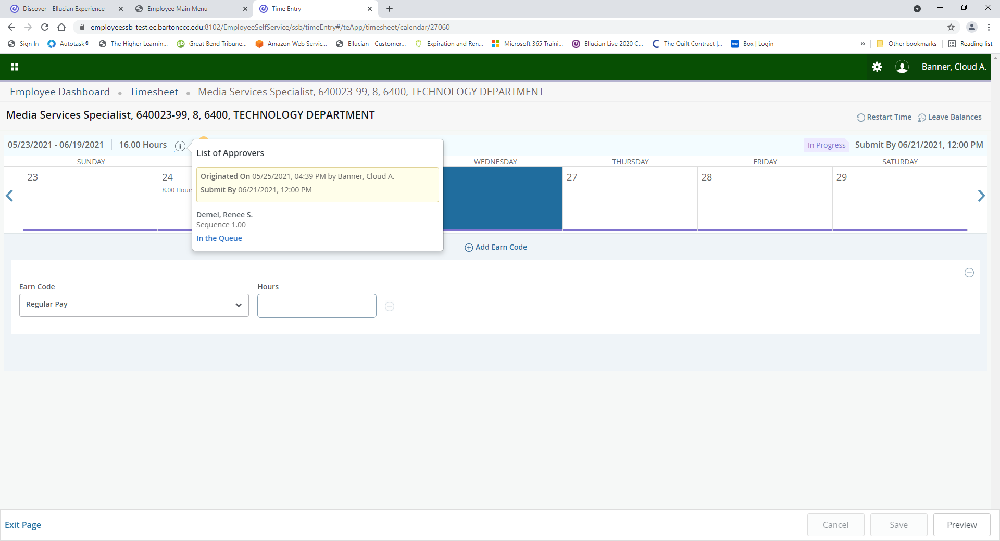 Discover - Ellucian Experience
Employee Main Menu
Time Entry
employeessb-test.ec.bartonccc.edu:8102/EmployeeSelfService/ssb/timeEntry#/teApp/timesheet/calendar/27060
Sign In
Autotask®
The Higher Learnin...
gb
Great Bend Tribune...
Amazon Web Servic...
Ellucian - Customer...
Expiration and Ren...
Microsoft 365 Traini...
Ellucian Live 2020 C...
The Quilt Contract |...
box
Box | Login
»
Other bookmarks
Reading list
Banner, Cloud A.
Employee Dashboard • Timesheet • Media Services Specialist, 640023-99, 8, 6400, TECHNOLOGY DEPARTMENT
Media Services Specialist, 640023-99, 8, 6400, TECHNOLOGY DEPARTMENT
Restart Time
Leave Balances
05/23/2021 - 06/19/2021
16.00 Hours
In Progress
Submit By 06/21/2021, 12:00 PM
List of Approvers
Originated On 05/25/2021, 04:39 PM by Banner, Cloud A.
Submit By 06/21/2021, 12:00 PM
Demel, Renee S.
Sequence 1.00
In the Queue
SUNDAY
WEDNESDAY
THURSDAY
FRIDAY
SATURDAY
23
24
8.00 Hours
27
28
29
Add Earn Code
Earn Code
Hours
Regular Pay
Exit Page
Cancel
Save
Preview